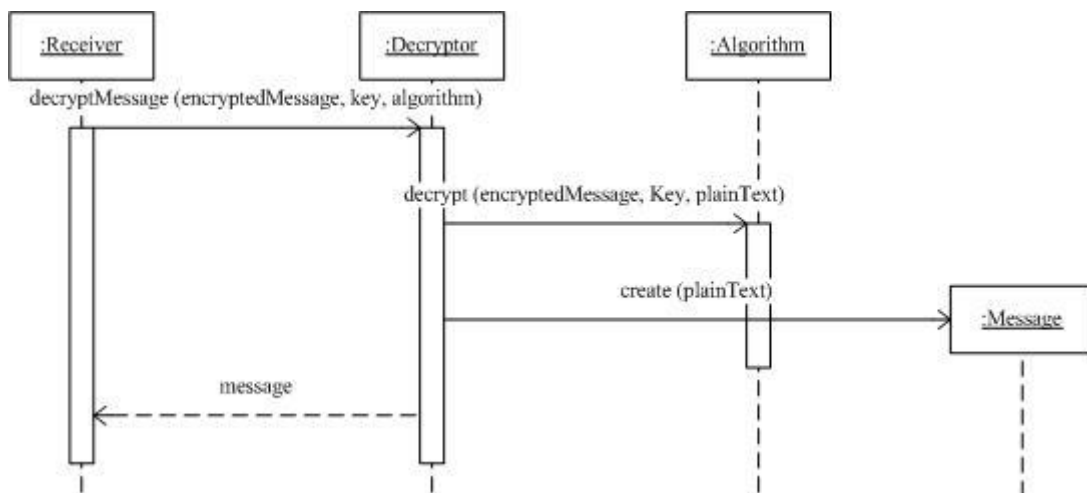 :Receiver
:Decryptor
:Algorithm
decryptMessage (encryptedMessage, key, algorithm)
decrypt (encryptedMessage, Key, plainText)
create (plainText)
:Message
message